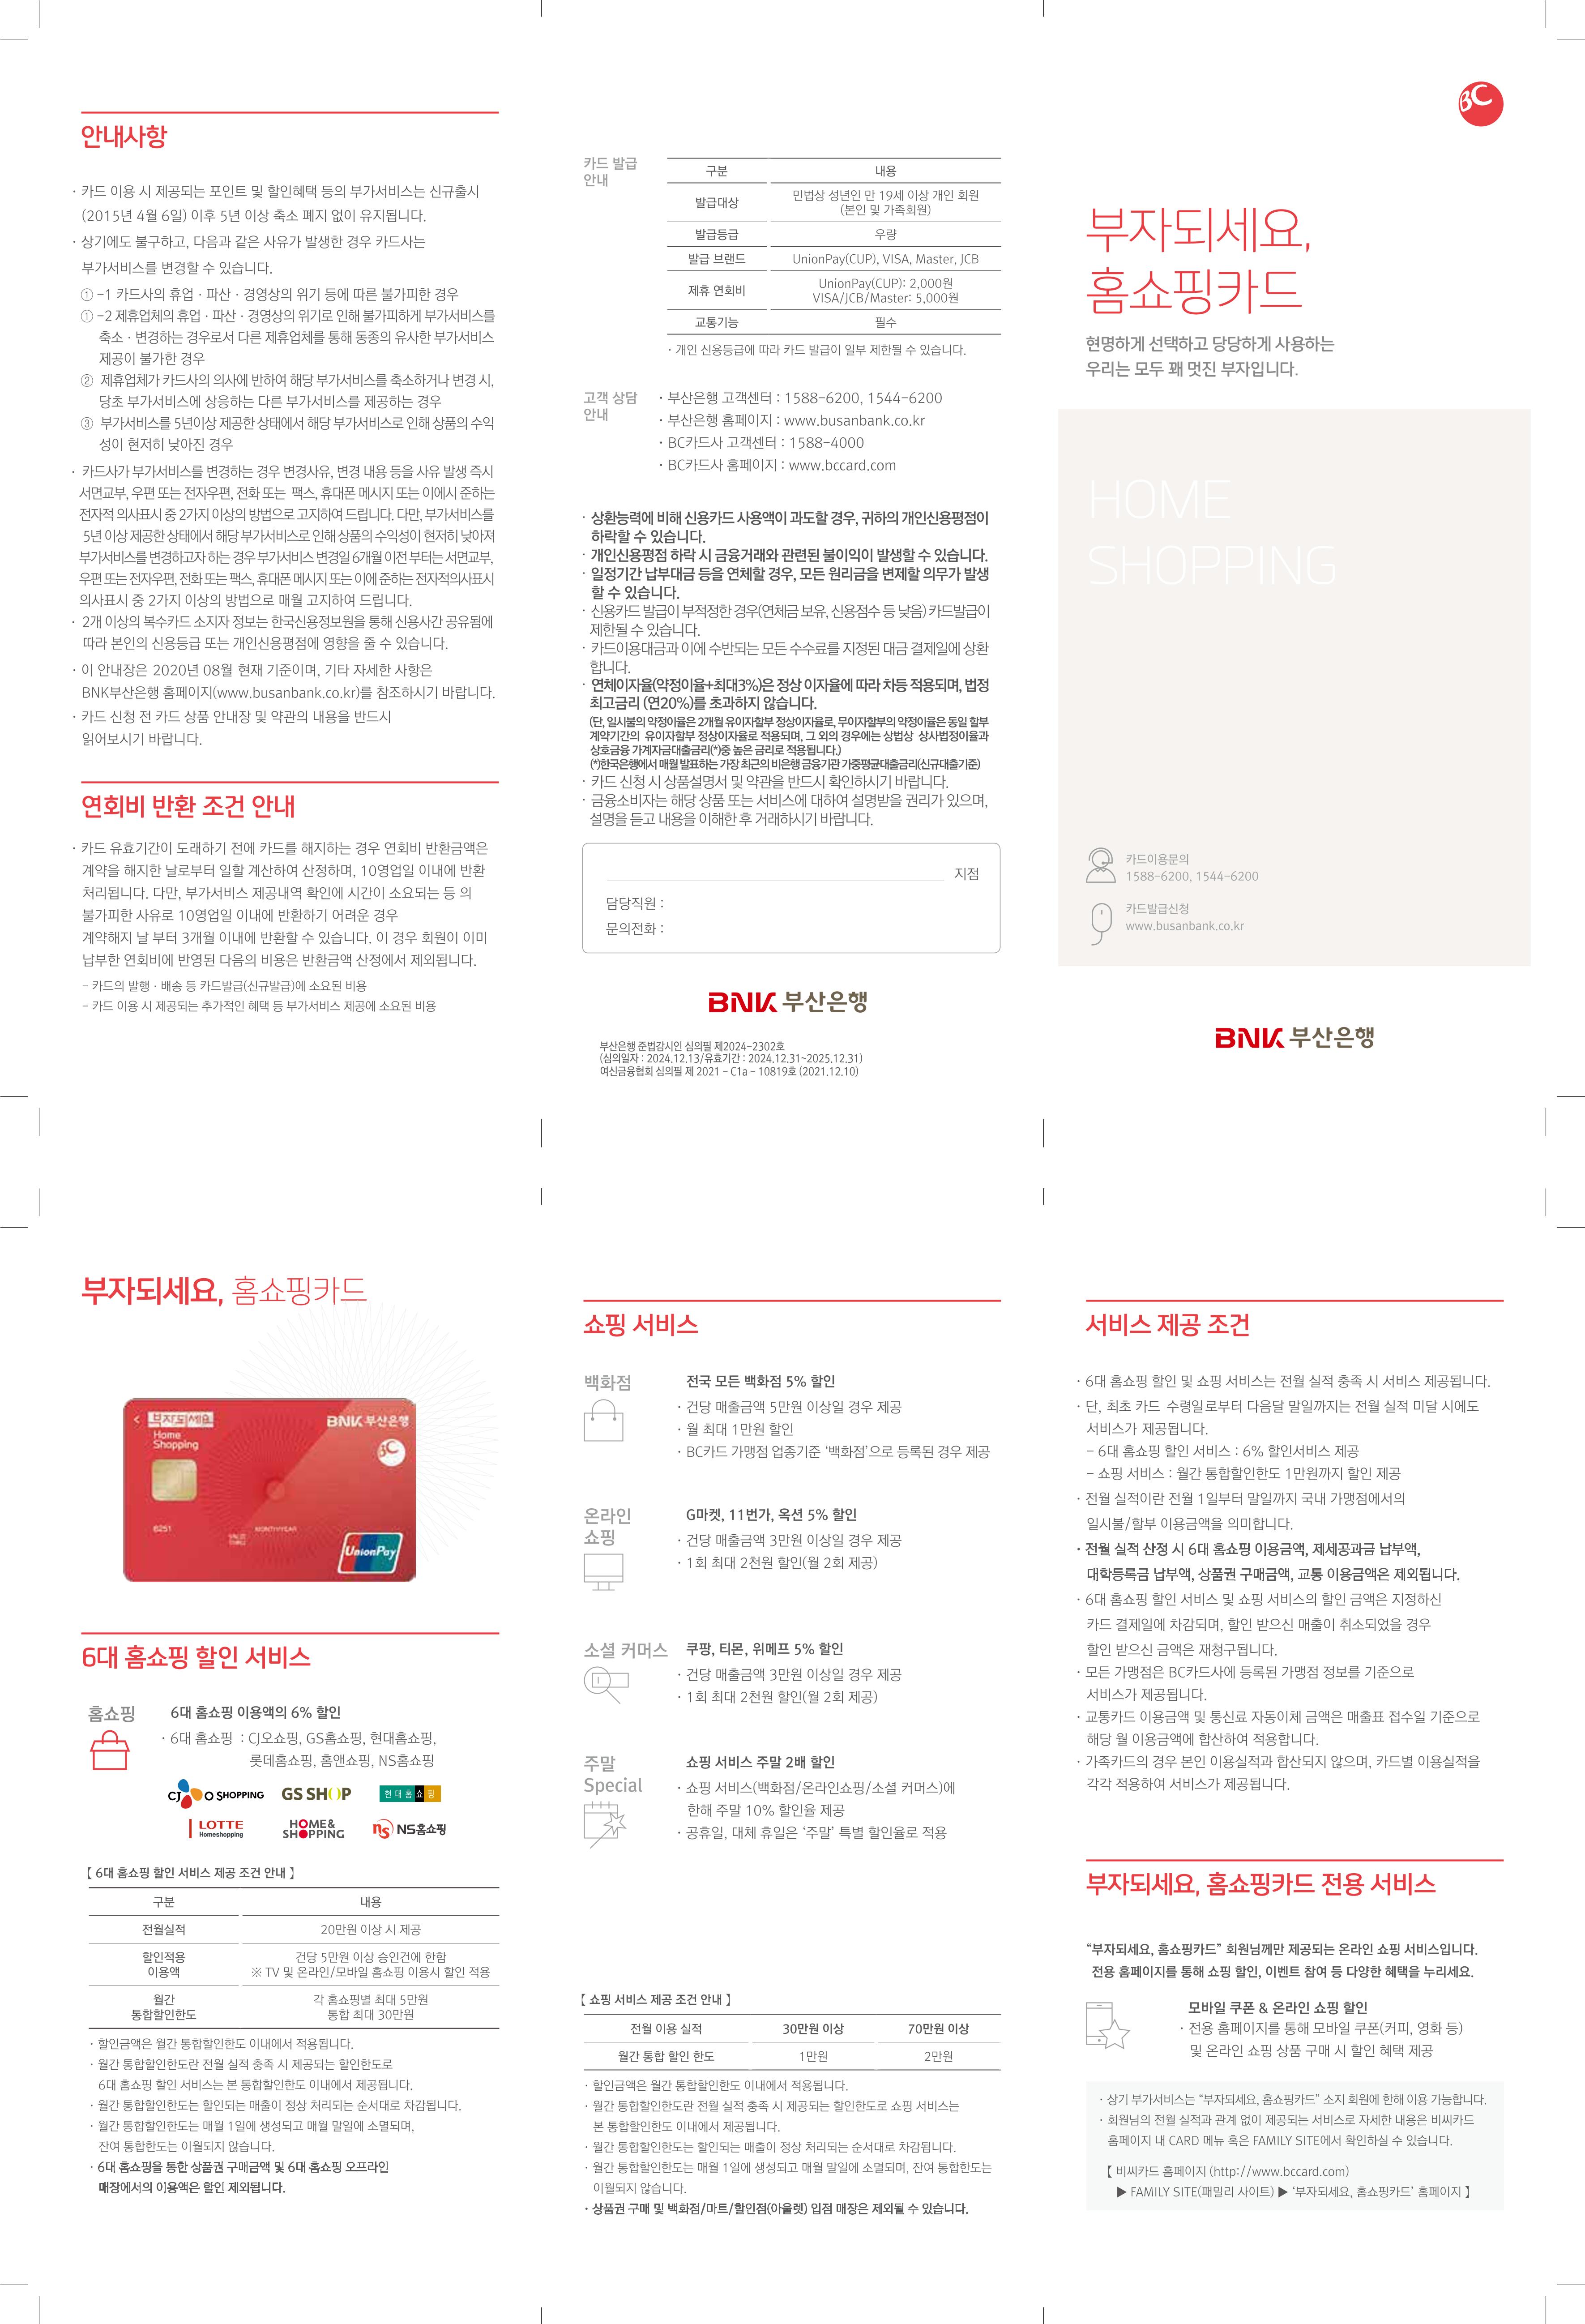 안내사항
· 카드 이용 시 제공되는 포인트 및 할인혜택 등의 부가서비스는 신규출시
(2015년 4월 6일) 이후 5년 이상 축소 폐지 없이 유지됩니다.
· 상기에도 불구하고, 다음과 같은 사유가 발생한 경우 카드사는
부가서비스를 변경할 수 있습니다.
① -1 카드사의 휴업 · 파산 · 경영상의 위기 등에 따른 불가피한 경우
① -2 제휴업체의 휴업 · 파산 · 경영상의 위기로 인해 불가피하게 부가서비스를
축소 · 변경하는 경우로서 다른 제휴업체를 통해 동종의 유사한 부가서비스
제공이 불가한 경우
② 제휴업체가 카드사의 의사에 반하여 해당 부가서비스를 축소하거나 변경 시,
당초 부가서비스에 상응하는 다른 부가서비스를 제공하는 경우
③ 부가서비스를 5년이상 제공한 상태에서 해당 부가서비스로 인해 상품의 수익
성이 현저히 낮아진 경우
· 카드사가 부가서비스를 변경하는 경우 변경사유, 변경 내용 등을 사유 발생 즉시
서면교부, 우편 또는 전자우편, 전화 또는 팩스, 휴대폰 메시지 또는 이에시 준하는
전자적 의사표시 중 2가지 이상의 방법으로 고지하여 드립니다. 다만, 부가서비스를
5년 이상 제공한 상태에서 해당 부가서비스로 인해 상품의 수익성이 현저히 낮아져
부가서비스를 변경하고자 하는 경우 부가서비스 변경일 6개월 이전 부터는 서면교부,
우편 또는 전자우편, 전화 또는 팩스, 휴대폰 메시지 또는 이에 준하는 전자적의사표시
의사표시 중 2가지 이상의 방법으로 매월 고지하여 드립니다.
· 2개 이상의 복수카드 소지자 정보는 한국신용정보원을 통해 신용사간 공유됨에
따라 본인의 신용등급 또는 개인신용평점에 영향을 줄 수 있습니다.
· 이 안내장은 2020년 08월 현재 기준이며, 기타 자세한 사항은
BNK부산은행 홈페이지(www.busanbank.co.kr)를 참조하시기 바랍니다.
· 카드 신청 전 카드 상품 안내장 및 약관의 내용을 반드시
읽어보시기 바랍니다.
연회비 반환 조건 안내
· 카드 유효기간이 도래하기 전에 카드를 해지하는 경우 연회비 반환금액은
계약을 해지한 날로부터 일할 계산하여 산정하며, 10영업일 이내에 반환
처리됩니다. 다만, 부가서비스 제공내역 확인에 시간이 소요되는 등 의
불가피한 사유로 10영업일 이내에 반환하기 어려운 경우
계약해지 날 부터 3개월 이내에 반환할 수 있습니다. 이 경우 회원이 이미
납부한 연회비에 반영된 다음의 비용은 반환금액 산정에서 제외됩니다.
- 카드의 발행 · 배송 등 카드발급(신규발급)에 소요된 비용
- 카드 이용 시 제공되는 추가적인 혜택 등 부가서비스 제공에 소요된 비용
카드 발급
안내
구분 내용
발급대상 민법상 성년인 만 19세 이상 개인 회원
(본인 및 가족회원)
발급등급 우량
발급 브랜드 UnionPay(CUP), VISA, Master, JCB
제휴 연회비 UnionPay(CUP): 2,000원
VISA/JCB/Master: 5,000원
교통기능 필수
· 개인 신용등급에 따라 카드 발급이 일부 제한될 수 있습니다.
고객 상담
안내
· 부산은행 고객센터 : 1588-6200, 1544-6200
· 부산은행 홈페이지 : www.busanbank.co.kr
· BC카드사 고객센터 : 1588-4000
· BC카드사 홈페이지 : www.bccard.com
· 상환능력에 비해 신용카드 사용액이 과도할 경우, 귀하의 개인신용평점이
하락할 수 있습니다.
· 개인신용평점 하락 시 금융거래와 관련된 불이익이 발생할 수 있습니다.
· 일정기간 납부대금 등을 연체할 경우, 모든 원리금을 변제할 의무가 발생
할 수 있습니다.
· 신용카드 발급이 부적정한 경우(연체금 보유, 신용점수 등 낮음) 카드발급이
제한될 수 있습니다.
· 카드이용대금과 이에 수반되는 모든 수수료를 지정된 대금 결제일에 상환
합니다.
· 연체이자율(약정이율+최대3%)은 정상 이자율에 따라 차등 적용되며, 법정
최고금리 (연20%)를 초과하지 않습니다.
(단, 일시불의 약정이율은 2개월 유이자할부 정상이자율로, 무이자할부의 약정이율은 동일 할부
계약기간의 유이자할부 정상이자율로 적용되며, 그 외의 경우에는 상법상 상사법정이율과
상호금융 가계자금대출금리(*)중 높은 금리로 적용됩니다.)
(*)한국은행에서 매월 발표하는 가장 최근의 비은행 금융기관 가중평균대출금리(신규대출기준)
· 카드 신청 시 상품설명서 및 약관을 반드시 확인하시기 바랍니다.
· 금융소비자는 해당 상품 또는 서비스에 대하여 설명받을 권리가 있으며,
설명을 듣고 내용을 이해한 후 거래하시기 바랍니다.
지점
담당직원 :
문의전화 :
BNK 부산은행
부산은행 준법감시인 심의필 제2024-2302호
(심의일자 : 2024.12.13/유효기간 : 2024.12.31~2025.12.31)
여신금융협회 심의필 제 2021 - C1a - 10819호 (2021.12.10)
BC
부자되세요,
홈쇼핑카드
현명하게 선택하고 당당하게 사용하는
우리는 모두 꽤 멋진 부자입니다.
HOME
SHOPPING
카드이용문의
1588-6200, 1544-6200
카드발급신청
www.busanbank.co.kr
BNK 부산은행
부자되세요, 홈쇼핑카드
부자되세요
BNK 부산은행
Home
Shopping
BC
6251
MONTH/YEAR
UnionPay
6대 홈쇼핑 할인 서비스
홈쇼핑
6대 홈쇼핑 이용액의 6% 할인
· 6대 홈쇼핑 : CJ오쇼핑, GS홈쇼핑, 현대홈쇼핑,
롯데홈쇼핑, 홈앤쇼핑, NS홈쇼핑
CJ O SHOPPING GS SHOP 현대홈쇼핑
LOTTE Homeshopping HOME& SHOPPING ns NS홈쇼핑
【 6대 홈쇼핑 할인 서비스 제공 조건 안내 】
구분 내용
전월실적 20만원 이상 시 제공
할인적용 이용액 건당 5만원 이상 승인건에 한함
※ TV 및 온라인/모바일 홈쇼핑 이용시 할인 적용
월간 통합할인한도 각 홈쇼핑별 최대 5만원
통합 최대 30만원
· 할인금액은 월간 통합할인한도 이내에서 적용됩니다.
· 월간 통합할인한도란 전월 실적 충족 시 제공되는 할인한도로
6대 홈쇼핑 할인 서비스는 본 통합할인한도 이내에서 제공됩니다.
· 월간 통합할인한도는 할인되는 매출이 정상 처리되는 순서대로 차감됩니다.
· 월간 통합할인한도는 매월 1일에 생성되고 매월 말일에 소멸되며,
잔여 통합한도는 이월되지 않습니다.
· 6대 홈쇼핑을 통한 상품권 구매금액 및 6대 홈쇼핑 오프라인
매장에서의 이용액은 할인 제외됩니다.
쇼핑 서비스
백화점
전국 모든 백화점 5% 할인
· 건당 매출금액 5만원 이상일 경우 제공
· 월 최대 1만원 할인
· BC카드 가맹점 업종기준 ‘백화점’으로 등록된 경우 제공
온라인
쇼핑
G마켓, 11번가, 옥션 5% 할인
· 건당 매출금액 3만원 이상일 경우 제공
· 1회 최대 2천원 할인(월 2회 제공)
소셜 커머스
쿠팡, 티몬, 위메프 5% 할인
· 건당 매출금액 3만원 이상일 경우 제공
· 1회 최대 2천원 할인(월 2회 제공)
주말
Special
쇼핑 서비스 주말 2배 할인
· 쇼핑 서비스(백화점/온라인쇼핑/소셜 커머스)에
한해 주말 10% 할인율 제공
· 공휴일, 대체 휴일은 ‘주말’ 특별 할인율로 적용
【 쇼핑 서비스 제공 조건 안내 】
전월 이용 실적 30만원 이상 70만원 이상
월간 통합 할인 한도 1만원 2만원
· 할인금액은 월간 통합할인한도 이내에서 적용됩니다.
· 월간 통합할인한도란 전월 실적 충족 시 제공되는 할인한도로 쇼핑 서비스는
본 통합할인한도 이내에서 제공됩니다.
· 월간 통합할인한도는 할인되는 매출이 정상 처리되는 순서대로 차감됩니다.
· 월간 통합할인한도는 매월 1일에 생성되고 매월 말일에 소멸되며, 잔여 통합한도는
이월되지 않습니다.
· 상품권 구매 및 백화점/마트/할인점(아울렛) 입점 매장은 제외될 수 있습니다.
서비스 제공 조건
· 6대 홈쇼핑 할인 및 쇼핑 서비스는 전월 실적 충족 시 서비스 제공됩니다.
· 단, 최초 카드 수령일로부터 다음달 말일까지는 전월 실적 미달 시에도
서비스가 제공됩니다.
- 6대 홈쇼핑 할인 서비스 : 6% 할인서비스 제공
- 쇼핑 서비스 : 월간 통합할인한도 1만원까지 할인 제공
· 전월 실적이란 전월 1일부터 말일까지 국내 가맹점에서의
일시불/할부 이용금액을 의미합니다.
· 전월 실적 산정 시 6대 홈쇼핑 이용금액, 제세공과금 납부액,
대학등록금 납부액, 상품권 구매금액, 교통 이용금액은 제외됩니다.
· 6대 홈쇼핑 할인 서비스 및 쇼핑 서비스의 할인 금액은 지정하신
카드 결제일에 차감되며, 할인 받으신 매출이 취소되었을 경우
할인 받으신 금액은 재청구됩니다.
· 모든 가맹점은 BC카드사에 등록된 가맹점 정보를 기준으로
서비스가 제공됩니다.
· 교통카드 이용금액 및 통신료 자동이체 금액은 매출표 접수일 기준으로
해당 월 이용금액에 합산하여 적용합니다.
· 가족카드의 경우 본인 이용실적과 합산되지 않으며, 카드별 이용실적을
각각 적용하여 서비스가 제공됩니다.
부자되세요, 홈쇼핑카드 전용 서비스
“부자되세요, 홈쇼핑카드” 회원님께만 제공되는 온라인 쇼핑 서비스입니다.
전용 홈페이지를 통해 쇼핑 할인, 이벤트 참여 등 다양한 혜택을 누리세요.
모바일 쿠폰 & 온라인 쇼핑 할인
· 전용 홈페이지를 통해 모바일 쿠폰(커피, 영화 등)
및 온라인 쇼핑 상품 구매 시 할인 혜택 제공
· 상기 부가서비스는 “부자되세요, 홈쇼핑카드” 소지 회원에 한해 이용 가능합니다.
· 회원님의 전월 실적과 관계 없이 제공되는 서비스로 자세한 내용은 비씨카드
홈페이지 내 CARD 메뉴 혹은 FAMILY SITE에서 확인하실 수 있습니다.
【 비씨카드 홈페이지 (http://www.bccard.com)
▶ FAMILY SITE(패밀리 사이트) ▶ ‘부자되세요, 홈쇼핑카드’ 홈페이지 】